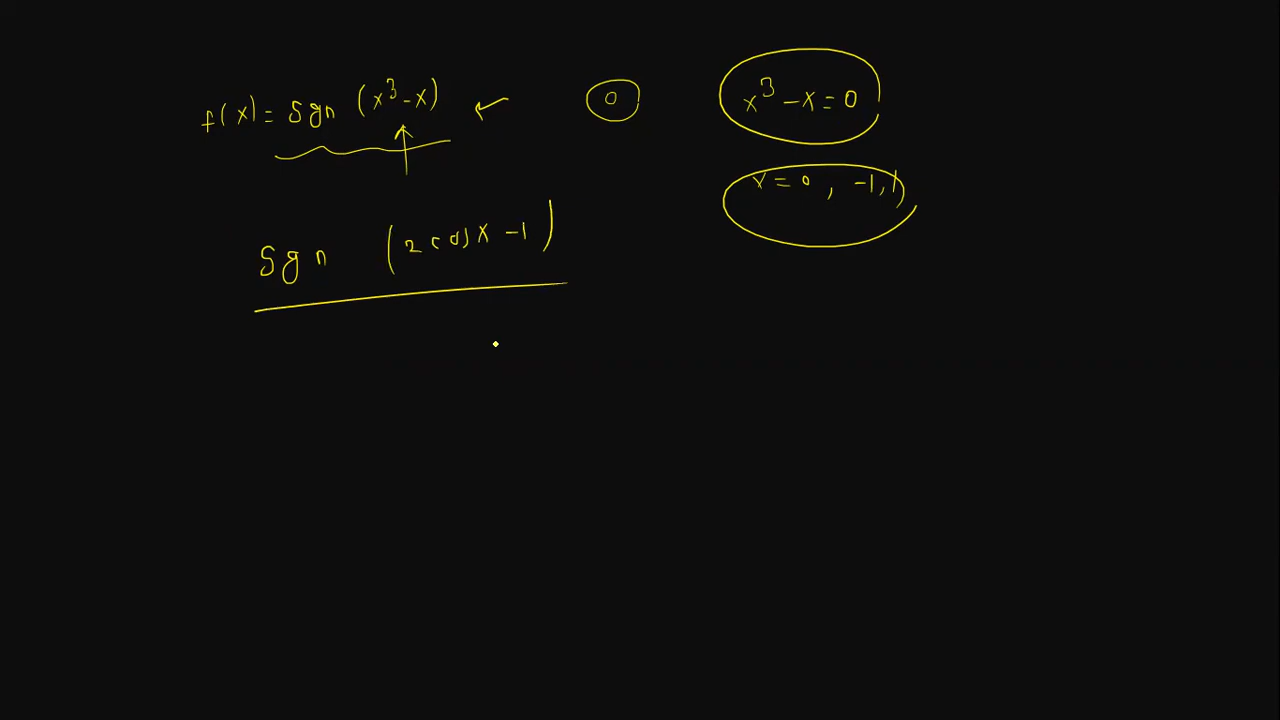 f(x) = Sgn (x³-x) 0 x³-x=0
x = 0, -1, 1
Sgn (2 cos x -1)